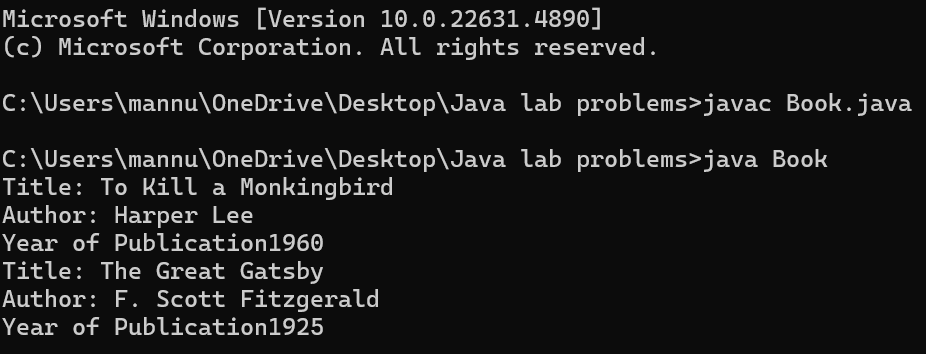 Microsoft Windows [Version 10.0.22631.4890]
(c) Microsoft Corporation. All rights reserved.
C:\Users\mannu\OneDrive\Desktop\Java lab problems>javac Book.java
C:\Users\mannu\OneDrive\Desktop\Java lab problems>java Book
Title: To Kill a Monkingbird
Author: Harper Lee
Year of Publication1960
Title: The Great Gatsby
Author: F. Scott Fitzgerald
Year of Publication1925